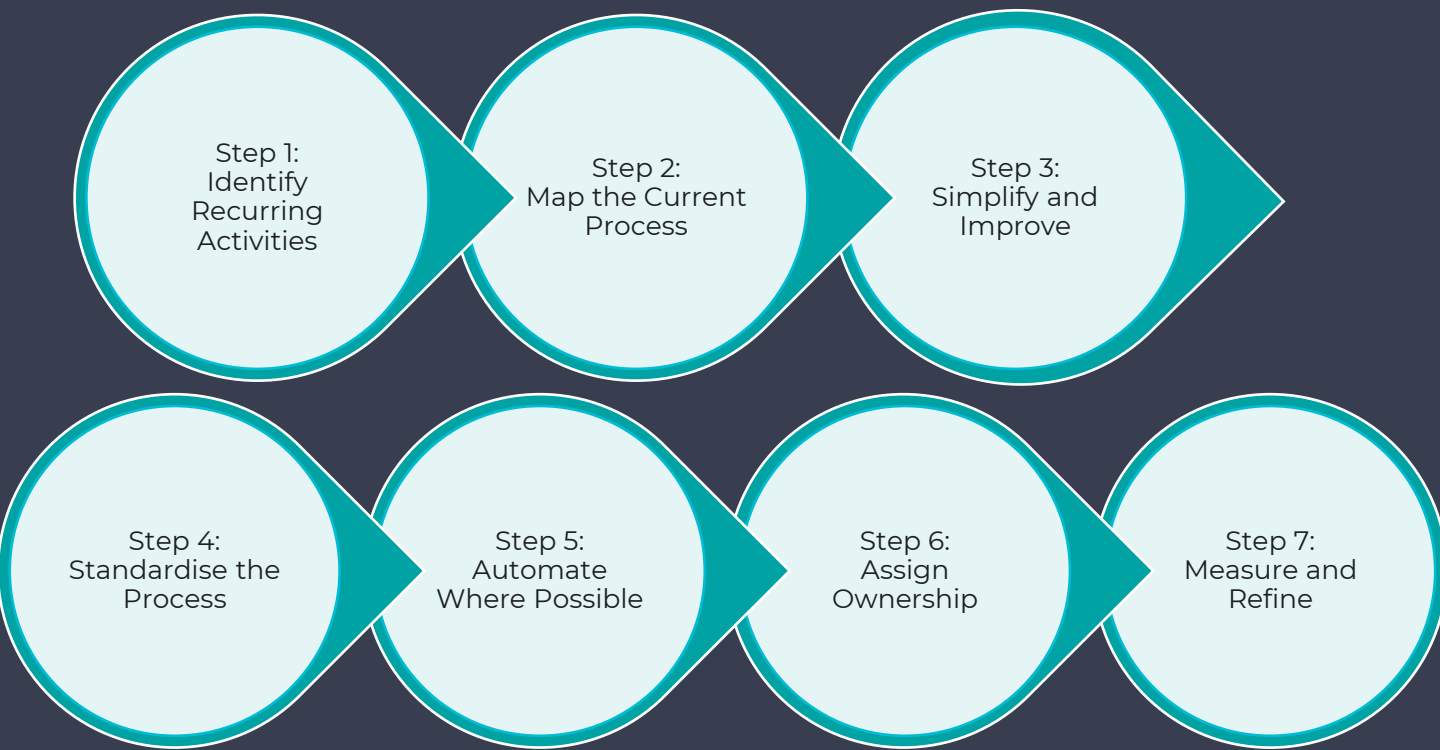 Step 1:
Identify
Recurring
Activities
Step 2:
Map the Current
Process
Step 3:
Simplify and
Improve
Step 4:
Standardise the
Process
Step 5:
Automate
Where Possible
Step 6:
Assign
Ownership
Step 7:
Measure and
Refine